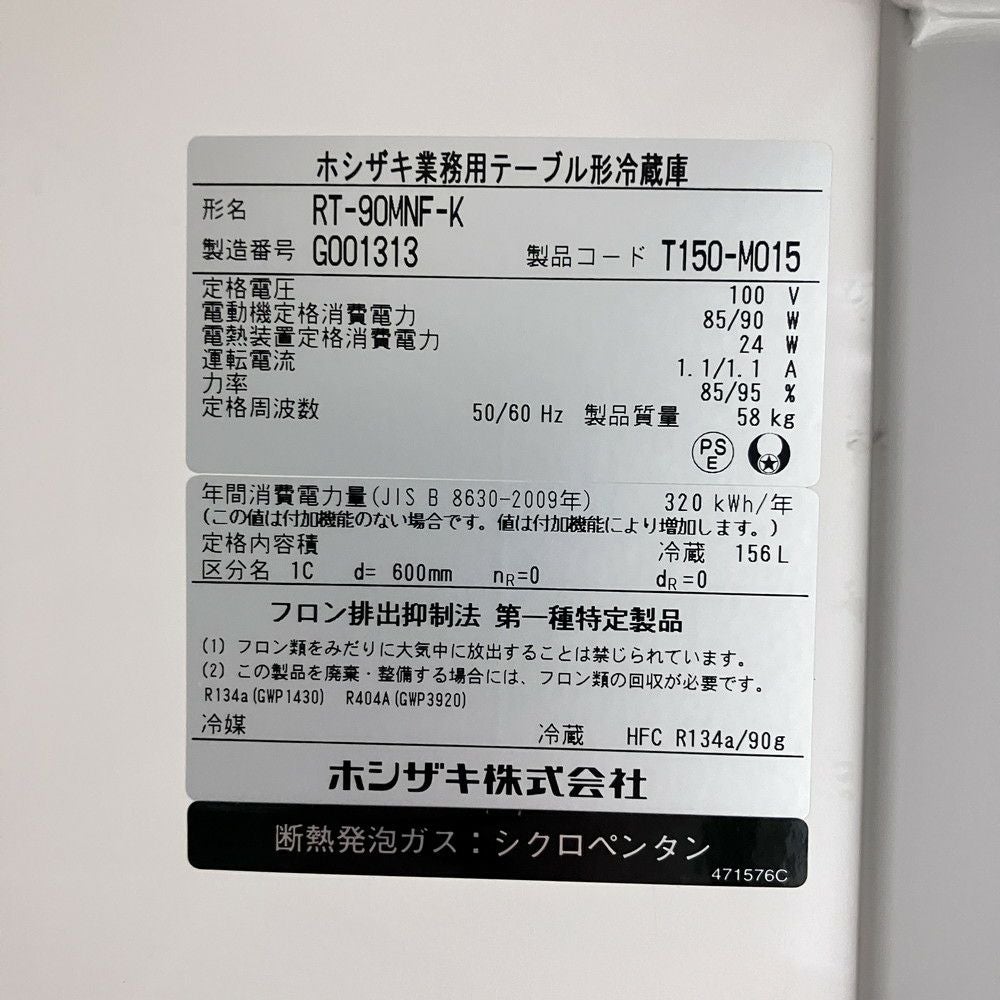 ホシザキ業務用テーブル形冷蔵庫
形名 RT-90MNF-K
製造番号 G001313 製品コード T150-M015
定格電圧 100 V
電動機定格消費電力 85/90 W
電熱装置定格消費電力 24 W
運転電流 1.1/1.1 A
力率 85/95 %
定格周波数 50/60 Hz 製品質量 58 kg
PSE
年間消費電力量(JIS B 8630-2009年) 320 kWh/年
(この値は付加機能のない場合です。値は付加機能により増加します。)
定格内容積 冷蔵 156L
区分名 1C d= 600mm nR=0 dR=0
フロン排出抑制法 第一種特定製品
(1) フロン類をみだりに大気中に放出することは禁じられています。
(2) この製品を廃棄・整備する場合には、フロン類の回収が必要です。
R134a(GWP1430) R404A(GWP3920)
冷媒 冷蔵 HFC R134a/90g
ホシザキ株式会社
断熱発泡ガス：シクロペンタン
471576C